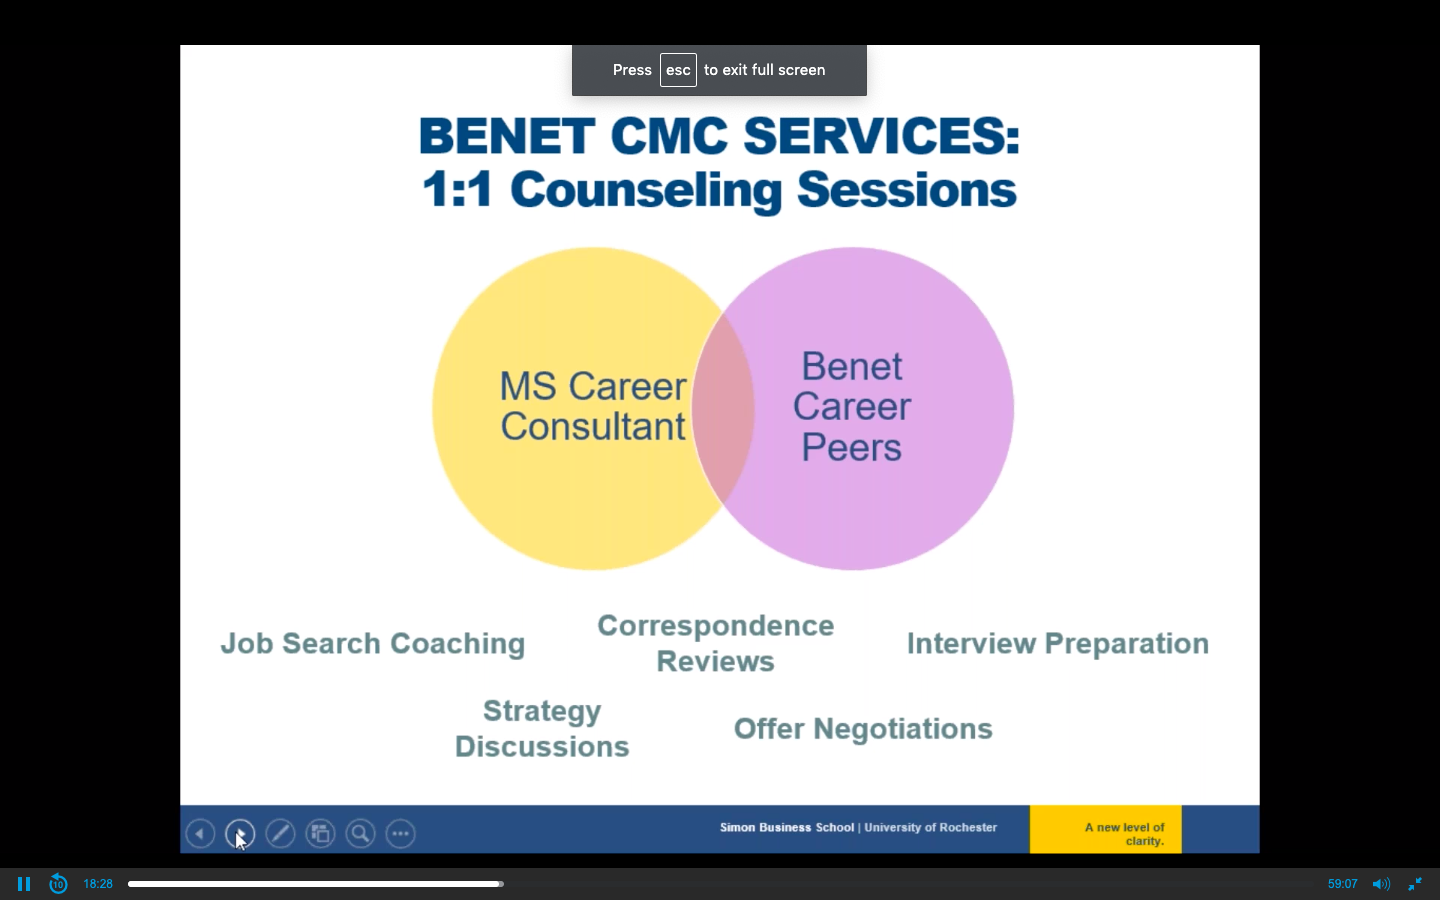 Press esc to exit full screen
BENET CMC SERVICES:
1:1 Counseling Sessions
MS Career
Consultant
Benet
Career
Peers
Job Search Coaching
Correspondence
Reviews
Interview Preparation
Strategy
Discussions
Offer Negotiations
Simon Business School | University of Rochester
A new level of
clarity.
10
18:28
59:07